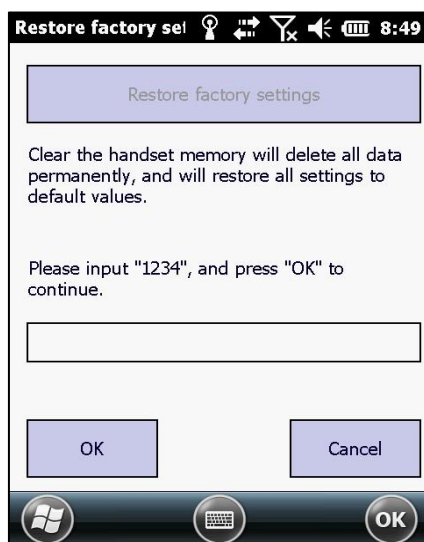 Restore factory set 8:49
Restore factory settings
Clear the handset memory will delete all data
permanently, and will restore all settings to
default values.
Please input "1234", and press "OK" to
continue.
OK Cancel
OK